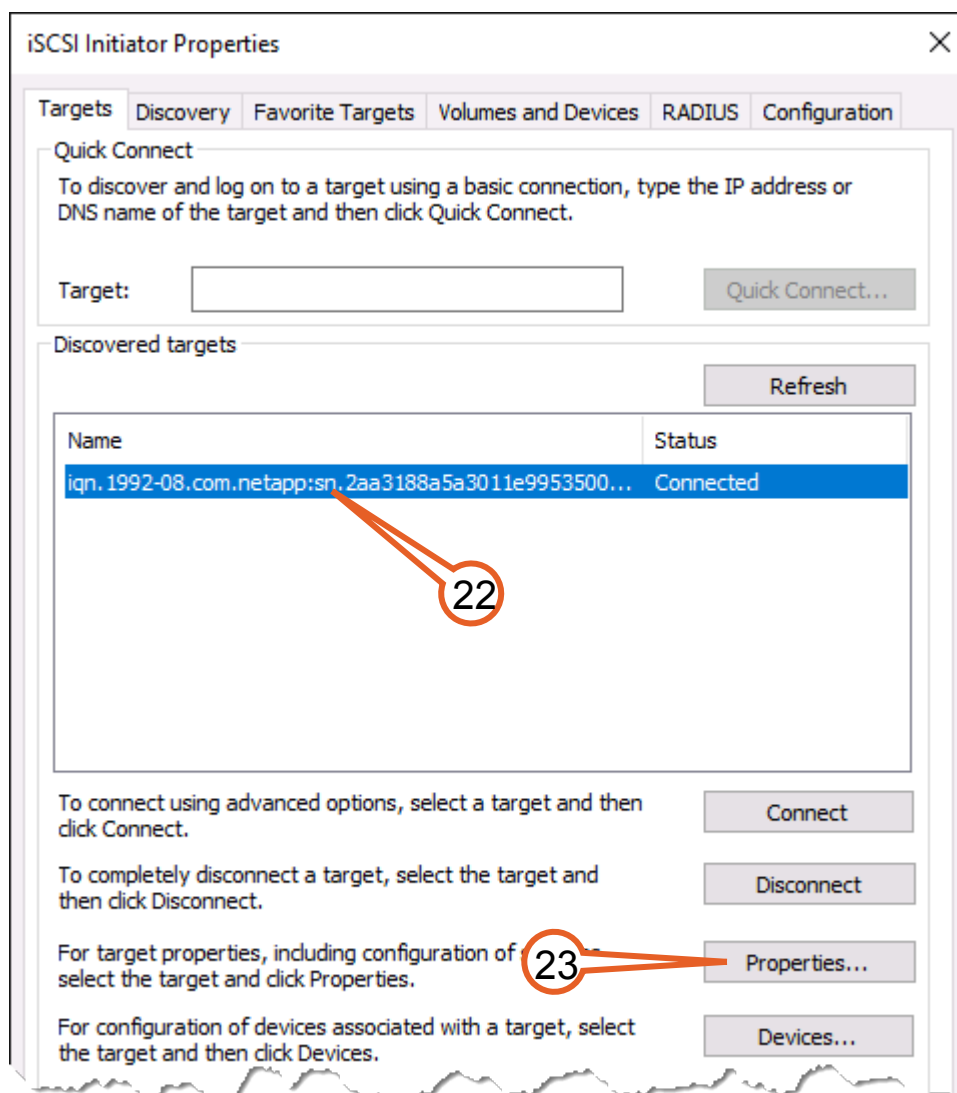 iSCSI Initiator Properties
Targets Discovery Favorite Targets Volumes and Devices RADIUS Configuration
Quick Connect
To discover and log on to a target using a basic connection, type the IP address or
DNS name of the target and then click Quick Connect.
Target:
Quick Connect...
Discovered targets
Refresh
Name Status
iqn.1992-08.com.netapp:sn.2aa3188a5a3011e9953500... Connected
22
To connect using advanced options, select a target and then
click Connect.
Connect
To completely disconnect a target, select the target and
then click Disconnect.
Disconnect
For target properties, including configuration of
select the target and click Properties.
23
Properties...
For configuration of devices associated with a target, select
the target and then click Devices.
Devices...